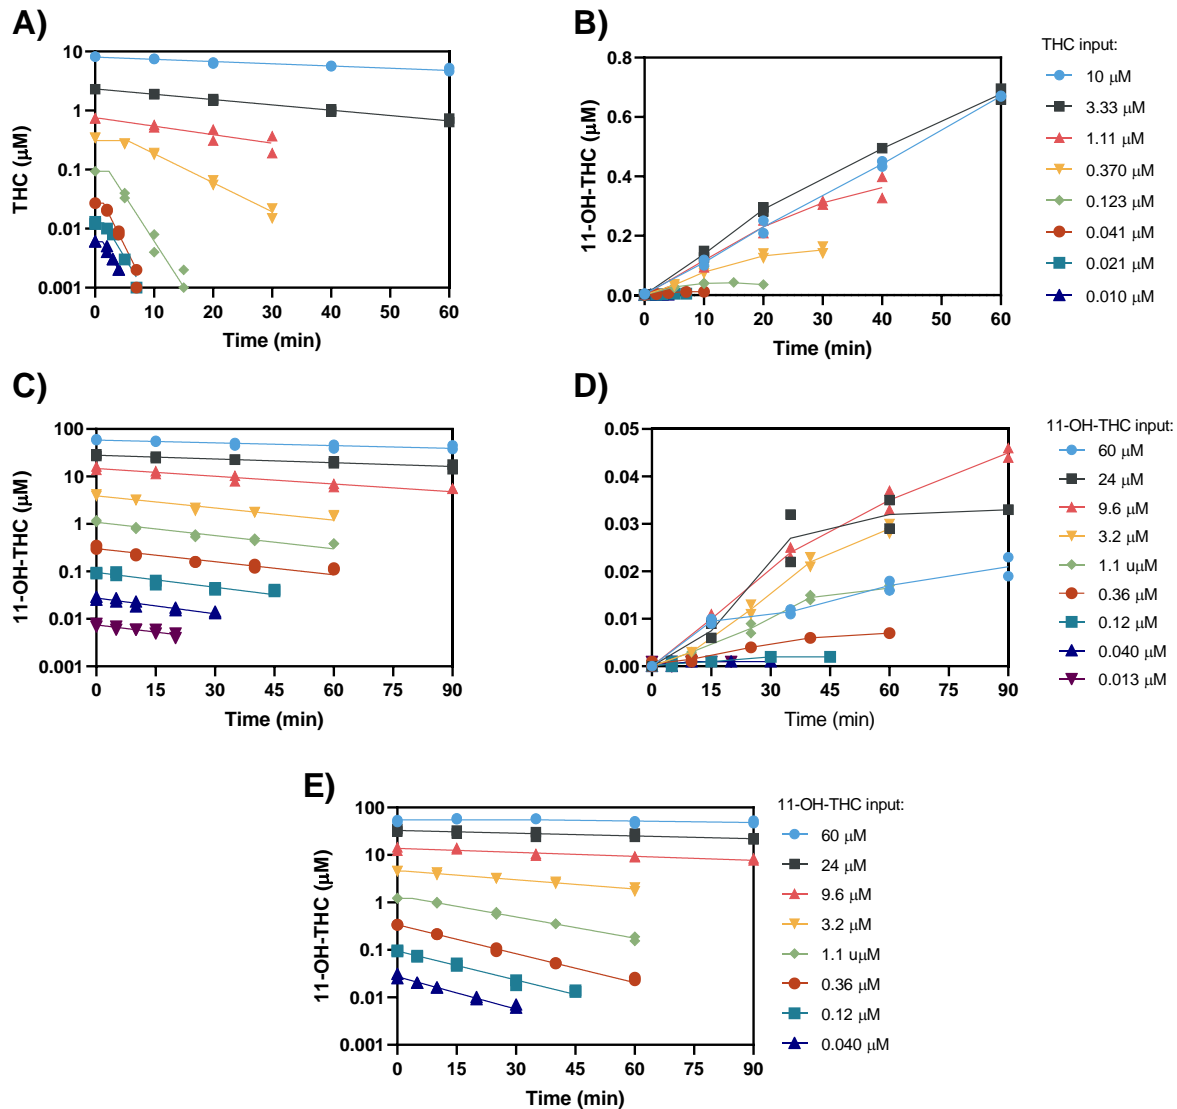 A)
B)
THC (µM)
10
1
0.1
0.01
0.001
0 10 20 30 40 50 60
Time (min)
11-OH-THC (µM)
0.8
0.6
0.4
0.2
0.0
0 10 20 30 40 50 60
Time (min)
THC input:
10 µM
3.33 µM
1.11 µM
0.370 µM
0.123 µM
0.041 µM
0.021 µM
0.010 µM
C)
D)
11-OH-THC (µM)
100
10
1
0.1
0.01
0.001
0 15 30 45 60 75 90
Time (min)
0.05
0.04
0.03
0.02
0.01
0.00
0 15 30 45 60 75 90
Time (min)
11-OH-THC input:
60 µM
24 µM
9.6 µM
3.2 µM
1.1 uµM
0.36 µM
0.12 µM
0.040 µM
0.013 µM
E)
11-OH-THC (µM)
100
10
1
0.1
0.01
0.001
0 15 30 45 60 75 90
Time (min)
11-OH-THC input:
60 µM
24 µM
9.6 µM
3.2 µM
1.1 uµM
0.36 µM
0.12 µM
0.040 µM